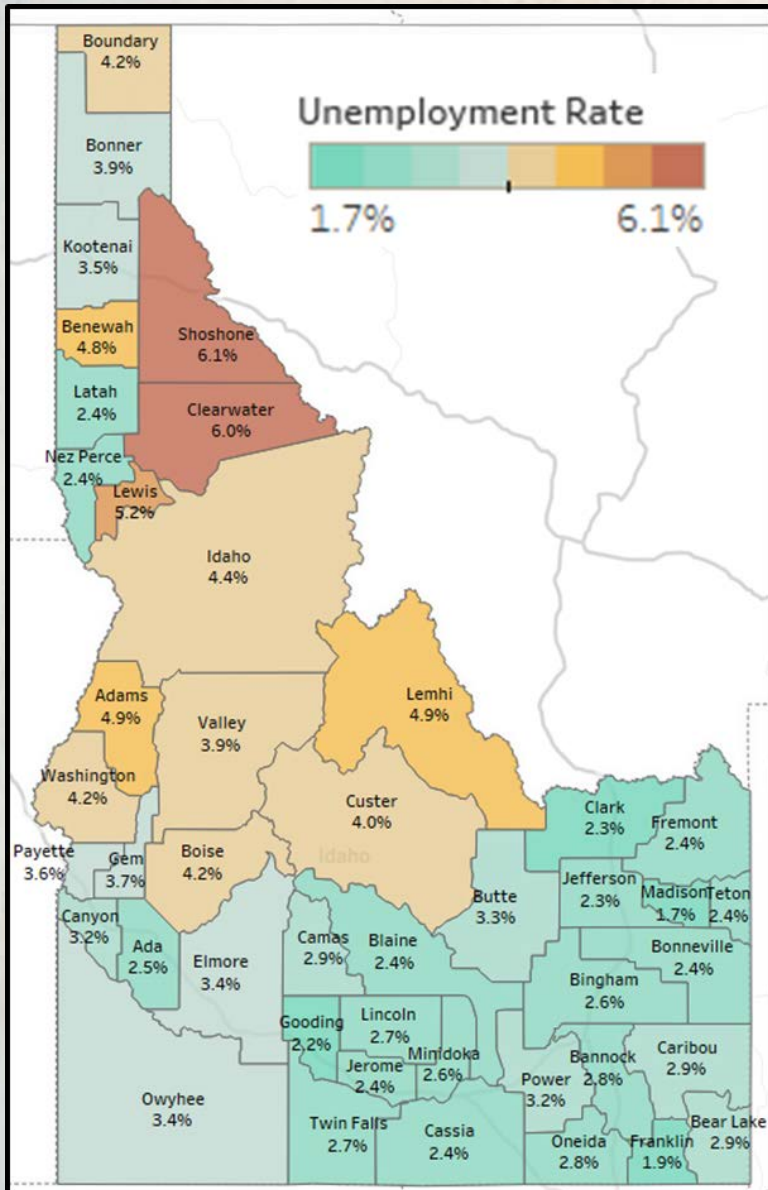 Boundary
4.2%
Unemployment Rate
1.7%
6.1%
Bonner
3.9%
Kootenai
3.5%
Benewah
4.8%
Shoshone
6.1%
Latah
2.4%
Clearwater
6.0%
Nez Perce
2.4%
Lewis
5.2%
Idaho
4.4%
Adams
4.9%
Lemhi
4.9%
Valley
3.9%
Washington
4.2%
Custer
4.0%
Clark
2.3%
Fremont
2.4%
Payette
3.6%
Gem
3.7%
Boise
4.2%
Idaho
Butte
3.3%
Jefferson
2.3%
Madison
1.7%
Teton
2.4%
Canyon
3.2%
Ada
2.5%
Elmore
3.4%
Camas
2.9%
Blaine
2.4%
Bonneville
2.4%
Bingham
2.6%
Gooding
2.2%
Lincoln
2.7%
Jerome
2.4%
Minidoka
2.6%
Power
3.2%
Bannock
2.8%
Caribou
2.9%
Owyhee
3.4%
Twin Falls
2.7%
Cassia
2.4%
Oneida
2.8%
Franklin
1.9%
Bear Lake
2.9%